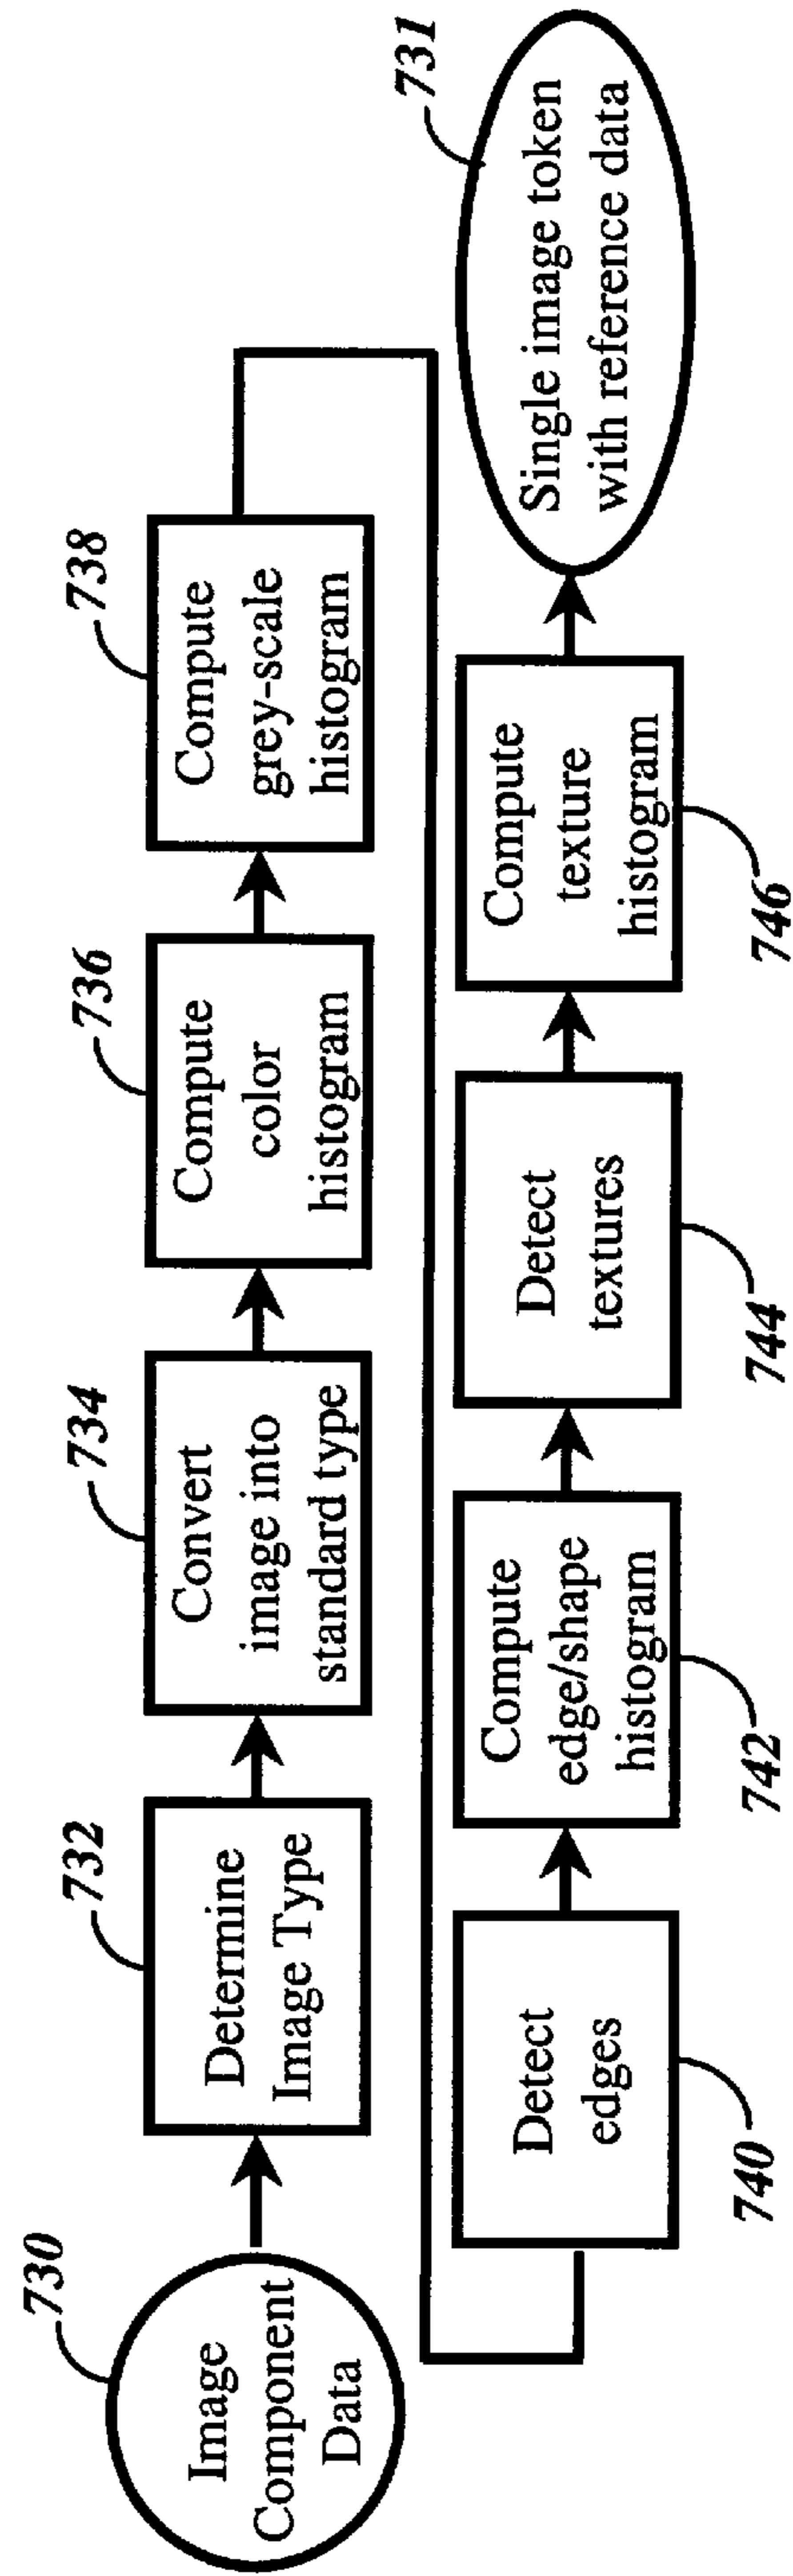 730
Image
Component
Data
732
Determine
Image Type
734
Convert
image into
standard type
736
Compute
color
histogram
738
Compute
grey-scale
histogram
740
Detect
edges
742
Compute
edge/shape
histogram
744
Detect
textures
746
Compute
texture
histogram
731
Single image token
with reference data